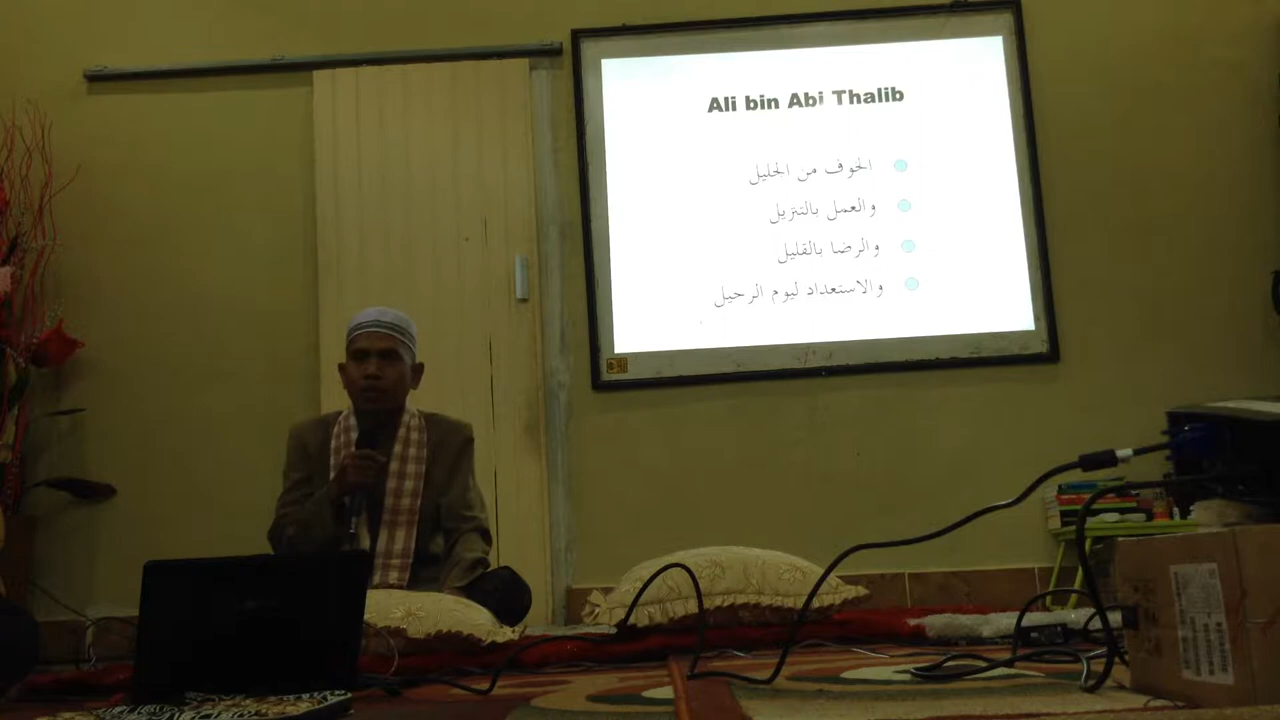 Ali bin Abi Thalib
الخوف من الجليل
والعمل بالتنزيل
والرضا بالقليل
والاستعداد ليوم الرحيل